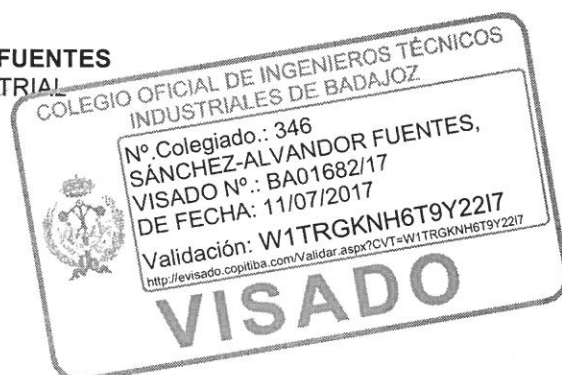 FUENTES
TRIAL
COLEGIO OFICIAL DE INGENIEROS TÉCNICOS
INDUSTRIALES DE BADAJOZ
Nº.Colegiado.: 346
SÁNCHEZ-ALVANDOR FUENTES,
VISADO Nº.: BA01682/17
DE FECHA: 11/07/2017
Validación: W1TRGKNH6T9Y22I7
http://evisado.copitiba.com/Validar.aspx?CVT=W1TRGKNH6T9Y22I7
VISADO